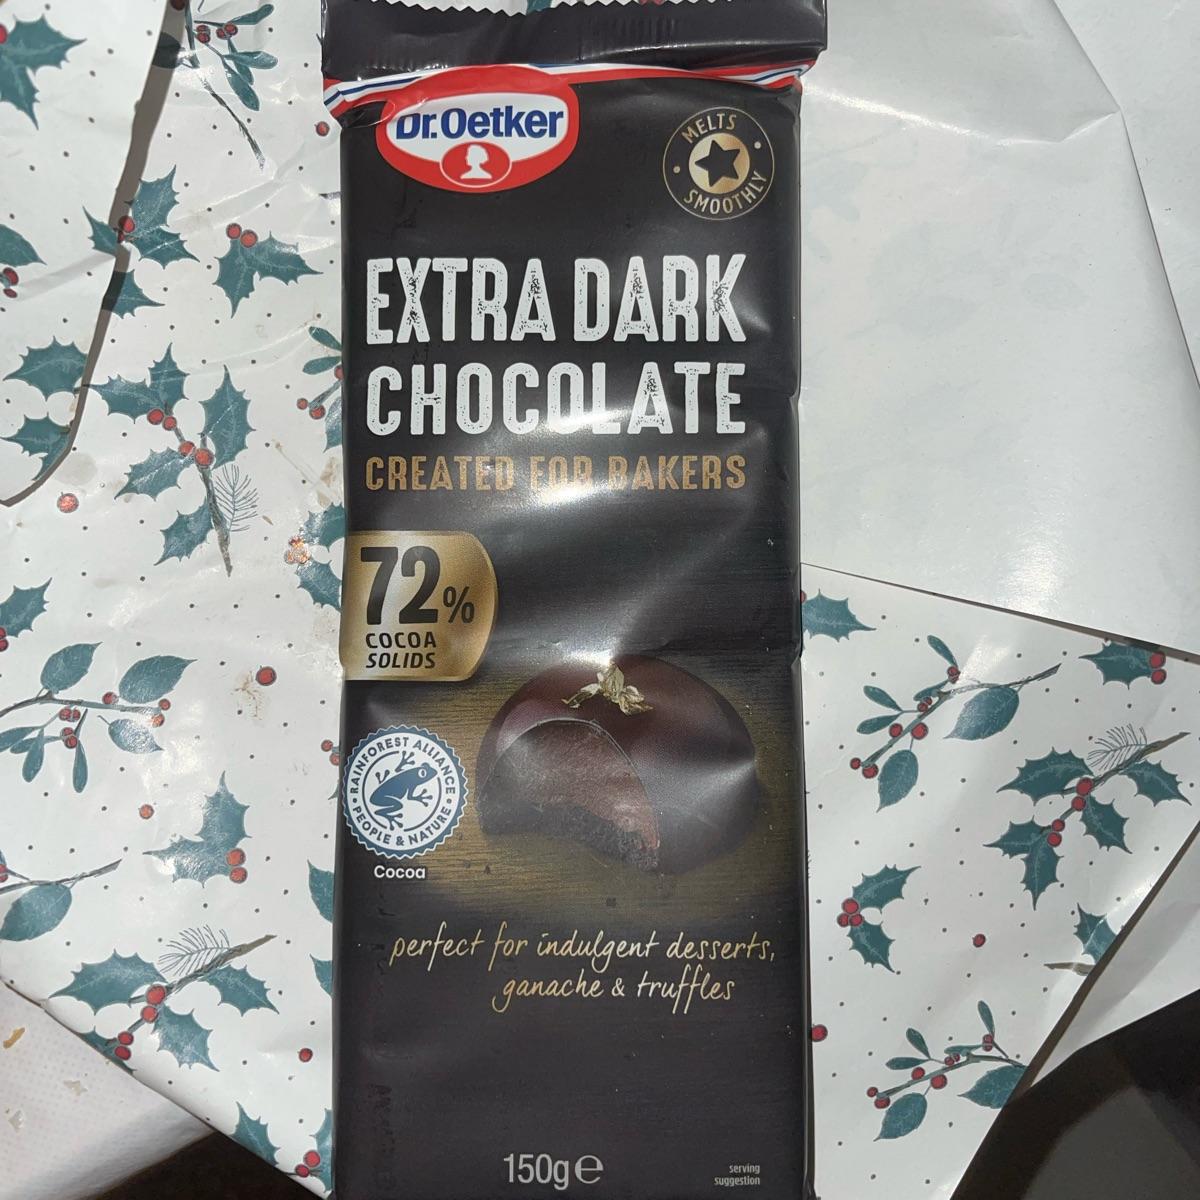 Dr.Oetker
MELTS
SMOOTHLY
EXTRA DARK
CHOCOLATE
CREATED FOR BAKERS
72%
COCOA
SOLIDS
RAINFOREST ALLIANCE
PEOPLE & NATURE
Cocoa
perfect for indulgent desserts,
ganache & truffles
150g℮
serving
suggestion